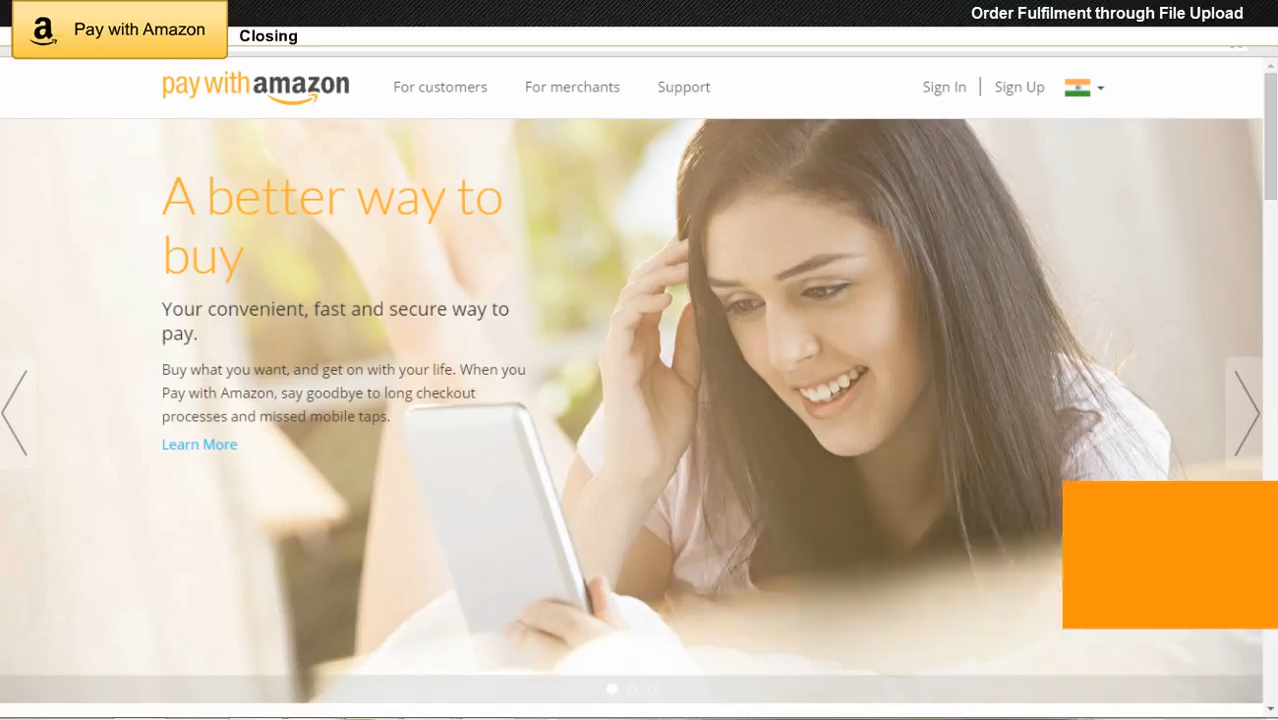 Order Fulfilment through File Upload
Pay with Amazon
Closing
pay with amazon
For customers
For merchants
Support
Sign In
Sign Up
A better way to
buy
Your convenient, fast and secure way to
pay.
Buy what you want, and get on with your life. When you
Pay with Amazon, say goodbye to long checkout
processes and missed mobile taps.
Learn More